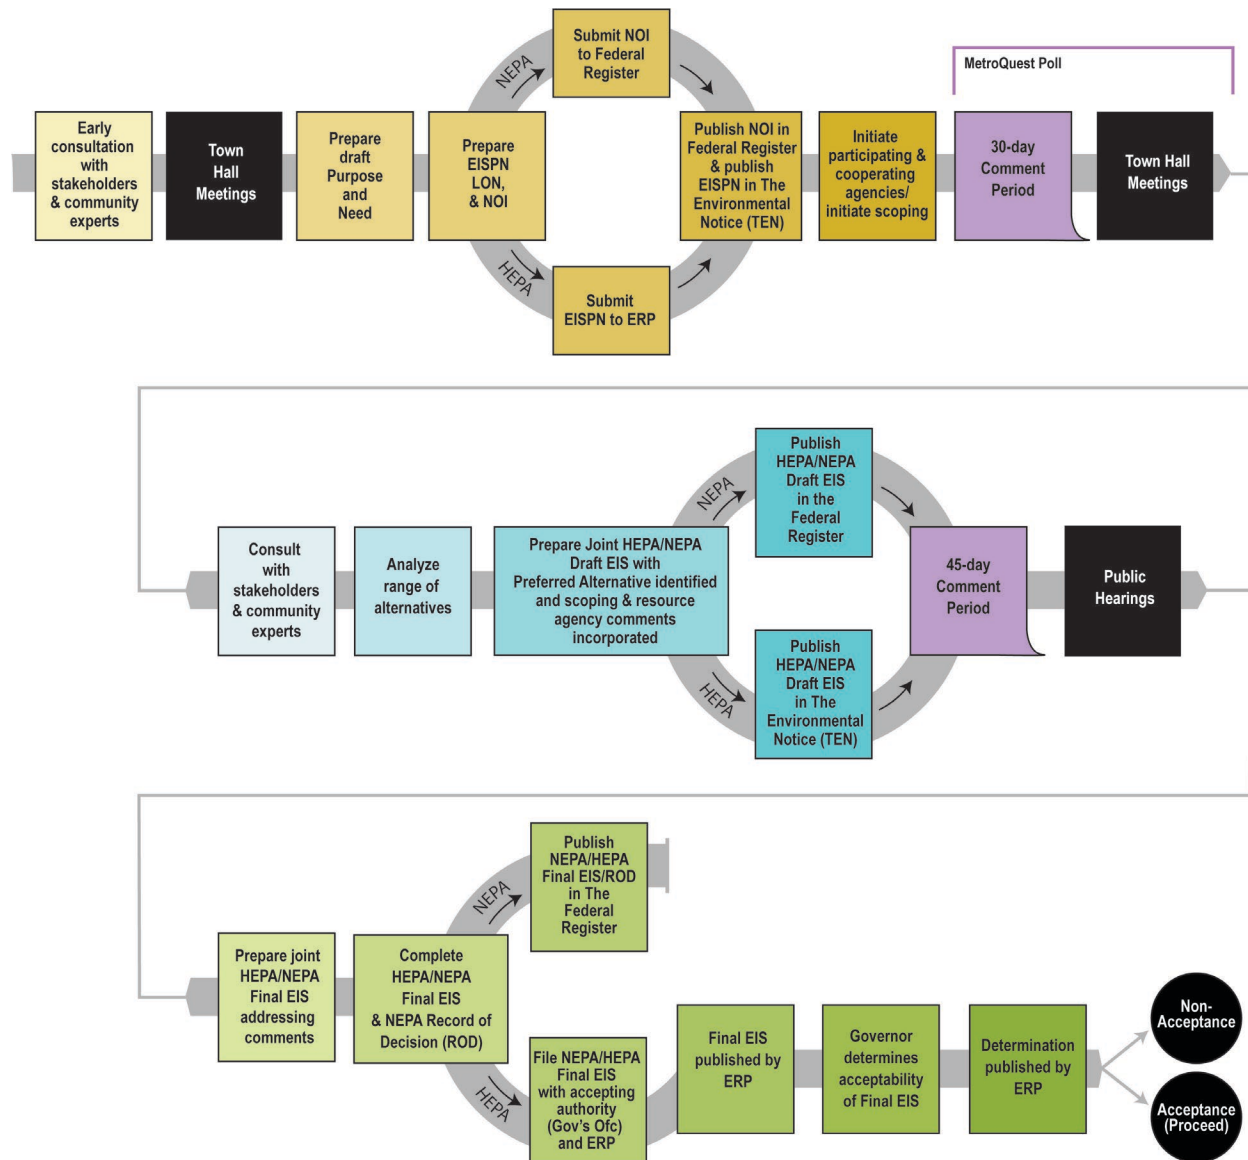 Early
consultation
with
stakeholders
& community
experts
Town
Hall
Meetings
Prepare
draft
Purpose
and
Need
Prepare
EISPN
LON,
& NOI
NEPA
Submit NOI
to Federal
Register
HEPA
Submit
EISPN to ERP
Publish NOI in
Federal Register
& publish
EISPN in The
Environmental
Notice (TEN)
Initiate
participating &
cooperating
agencies/
initiate scoping
MetroQuest Poll
30-day
Comment
Period
Town Hall
Meetings
Consult
with
stakeholders
& community
experts
Analyze
range of
alternatives
Prepare Joint HEPA/NEPA
Draft EIS with
Preferred Alternative identified
and scoping & resource
agency comments
incorporated
NEPA
Publish
HEPA/NEPA
Draft EIS
in the
Federal
Register
HEPA
Publish
HEPA/NEPA
Draft EIS
in The
Environmental
Notice (TEN)
45-day
Comment
Period
Public
Hearings
Prepare joint
HEPA/NEPA
Final EIS
addressing
comments
Complete
HEPA/NEPA
Final EIS
& NEPA Record of
Decision (ROD)
NEPA
Publish
NEPA/HEPA
Final EIS/ROD
in The
Federal
Register
HEPA
File NEPA/HEPA
Final EIS
with accepting
authority
(Gov's Ofc)
and ERP
Final EIS
published by
ERP
Governor
determines
acceptability
of Final EIS
Determination
published by
ERP
Non-
Acceptance
Acceptance
(Proceed)